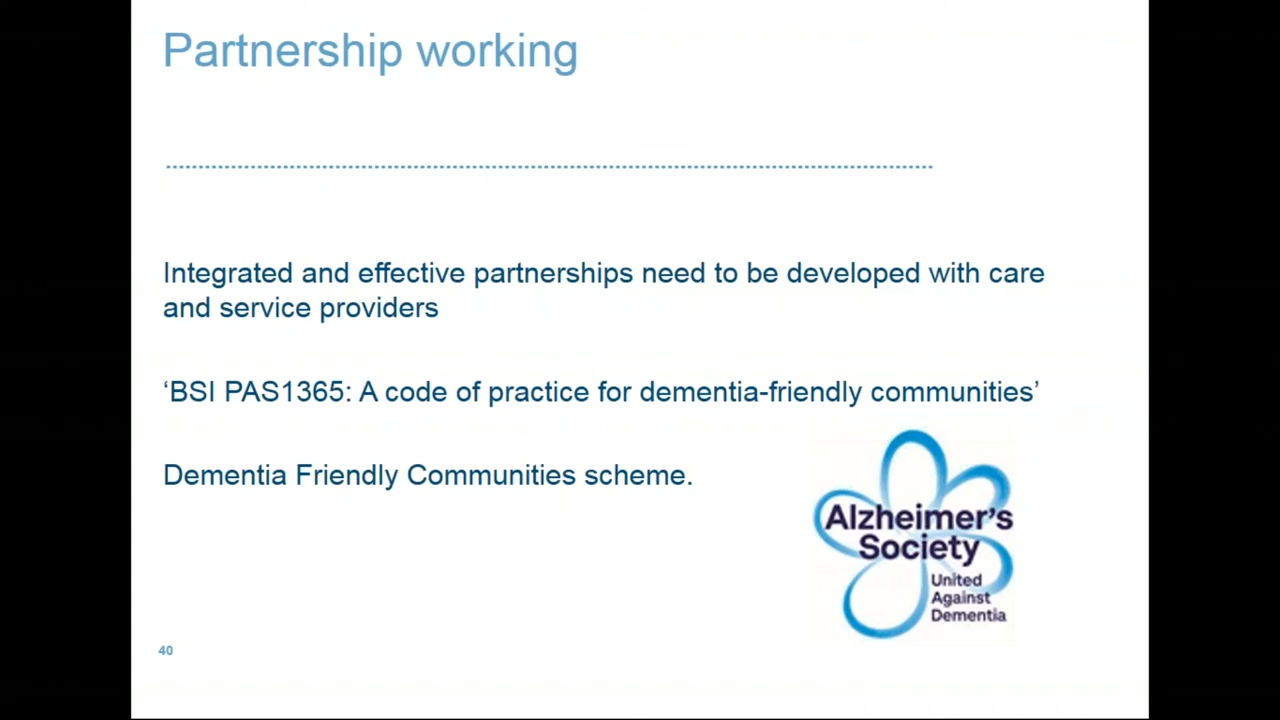 Partnership working
Integrated and effective partnerships need to be developed with care
and service providers
‘BSI PAS1365: A code of practice for dementia-friendly communities’
Dementia Friendly Communities scheme.
Alzheimer’s
Society
United
Against
Dementia
40